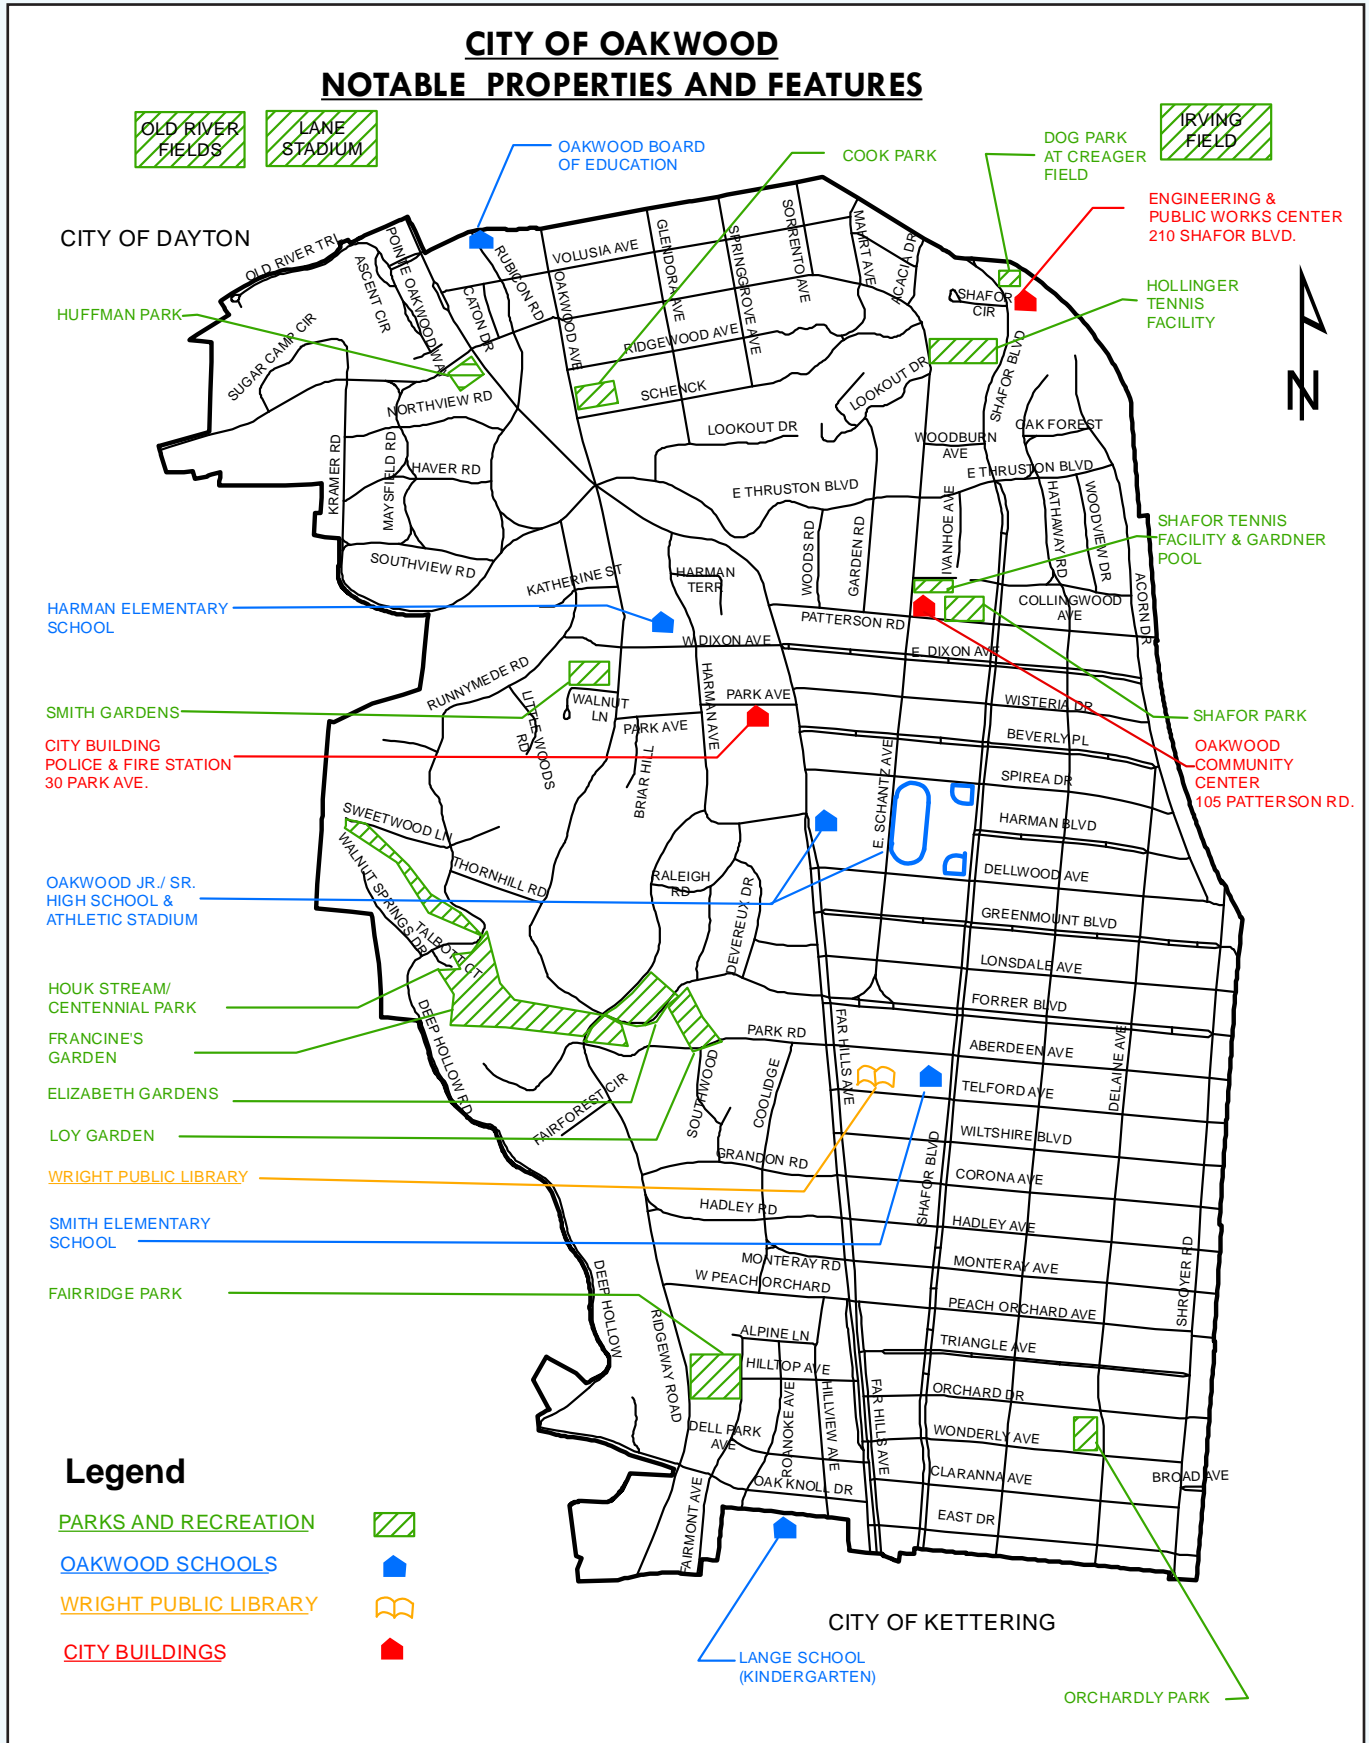 CITY OF OAKWOOD
NOTABLE  PROPERTIES AND FEATURES
OLD RIVER
FIELDS
LANE
STADIUM
IRVING
FIELD
OAKWOOD BOARD
OF EDUCATION
COOK PARK
DOG PARK
AT CREAGER
FIELD
ENGINEERING &
PUBLIC WORKS CENTER
210 SHAFOR BLVD.
CITY OF DAYTON
HOLLINGER
TENNIS
FACILITY
HUFFMAN PARK
N
OLD RIVER TRL
ASCENT CIR
POINTE OAKWOOD WAY
RUBICON RD
CATON DR
SUGAR CAMP CIR
VOLUSIA AVE
OAKWOOD AVE
GLENDORA AVE
SPRINGGROVE AVE
SORRENTO AVE
MAHRT AVE
ACACIA DR
SHAFOR
CIR
RIDGEWOOD AVE
SCHENCK
LOOKOUT DR
LOOKOUT DR
SHAFOR BLVD
NORTHVIEW RD
KRAMER RD
MAYSFIELD RD
HAVER RD
SOUTHVIEW RD
WOODBURN
AVE
OAK FOREST
E THRUSTON BLVD
E THRUSTON BLVD
WOODS RD
GARDEN RD
IVANHOE AVE
HATHAWAY RD
WOODVIEW DR
ACORN DR
SHAFOR TENNIS
FACILITY & GARDNER
POOL
KATHERINE ST
HARMAN
TERR
HARMAN ELEMENTARY
SCHOOL
PATTERSON RD
COLLINGWOOD
AVE
W DIXON AVE
E. DIXON AVE
RUNNYMEDE RD
LITTLE WOODS
RD
WALNUT
LN
PARK AVE
PARK AVE
HARMAN AVE
BRIAR HILL
WISTERIA DR
BEVERLY PL
SPIREA DR
HARMAN BLVD
DELLWOOD AVE
GREENMOUNT BLVD
LONSDALE AVE
FORRER BLVD
ABERDEEN AVE
TELFORD AVE
WILTSHIRE BLVD
CORONA AVE
HADLEY AVE
MONTERAY AVE
PEACH ORCHARD AVE
TRIANGLE AVE
ORCHARD DR
WONDERLY AVE
CLARANNA AVE
EAST DR
BROAD AVE
SMITH GARDENS
CITY BUILDING
POLICE & FIRE STATION
30 PARK AVE.
SHAFOR PARK
OAKWOOD
COMMUNITY
CENTER
105 PATTERSON RD.
E. SCHANTZ AVE
SWEETWOOD LN
WALNUT SPRINGS DR
THORNHILL RD
TALBOTT CT
RALEIGH
RD
DEVEREUX DR
OAKWOOD JR./ SR.
HIGH SCHOOL &
ATHLETIC STADIUM
HOUK STREAM/
CENTENNIAL PARK
FRANCINE'S
GARDEN
ELIZABETH GARDENS
LOY GARDEN
WRIGHT PUBLIC LIBRARY
SMITH ELEMENTARY
SCHOOL
FAIRRIDGE PARK
DEEP HOLLOW RD
FAIRFOREST CIR
PARK RD
SOUTHWOOD
COOLIDGE
FAR HILLS AVE
DELAINE AVE
SHAFOR BLVD
GRANDON RD
HADLEY RD
MONTERAY RD
W PEACH ORCHARD
DEEP HOLLOW
RIDGEWAY ROAD
SHROYER RD
ALPINE LN
HILLTOP AVE
ROANOKE AVE
HILLVIEW AVE
FAR HILLS AVE
DELL PARK
AVE
OAK KNOLL DR
FAIRMONT AVE
Legend
PARKS AND RECREATION
OAKWOOD SCHOOLS
WRIGHT PUBLIC LIBRARY
CITY BUILDINGS
CITY OF KETTERING
LANGE SCHOOL
(KINDERGARTEN)
ORCHARDLY PARK